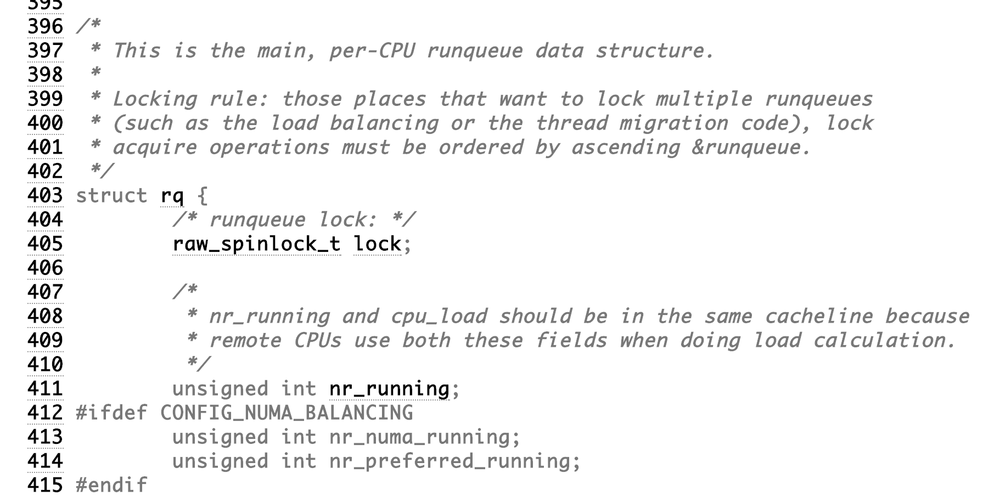 395
396 /*
397  * This is the main, per-CPU runqueue data structure.
398  *
399  * Locking rule: those places that want to lock multiple runqueues
400  * (such as the load balancing or the thread migration code), lock
401  * acquire operations must be ordered by ascending &runqueue.
402  */
403 struct rq {
404         /* runqueue lock: */
405         raw_spinlock_t lock;
406
407         /*
408          * nr_running and cpu_load should be in the same cacheline because
409          * remote CPUs use both these fields when doing load calculation.
410          */
411         unsigned int nr_running;
412 #ifdef CONFIG_NUMA_BALANCING
413         unsigned int nr_numa_running;
414         unsigned int nr_preferred_running;
415 #endif